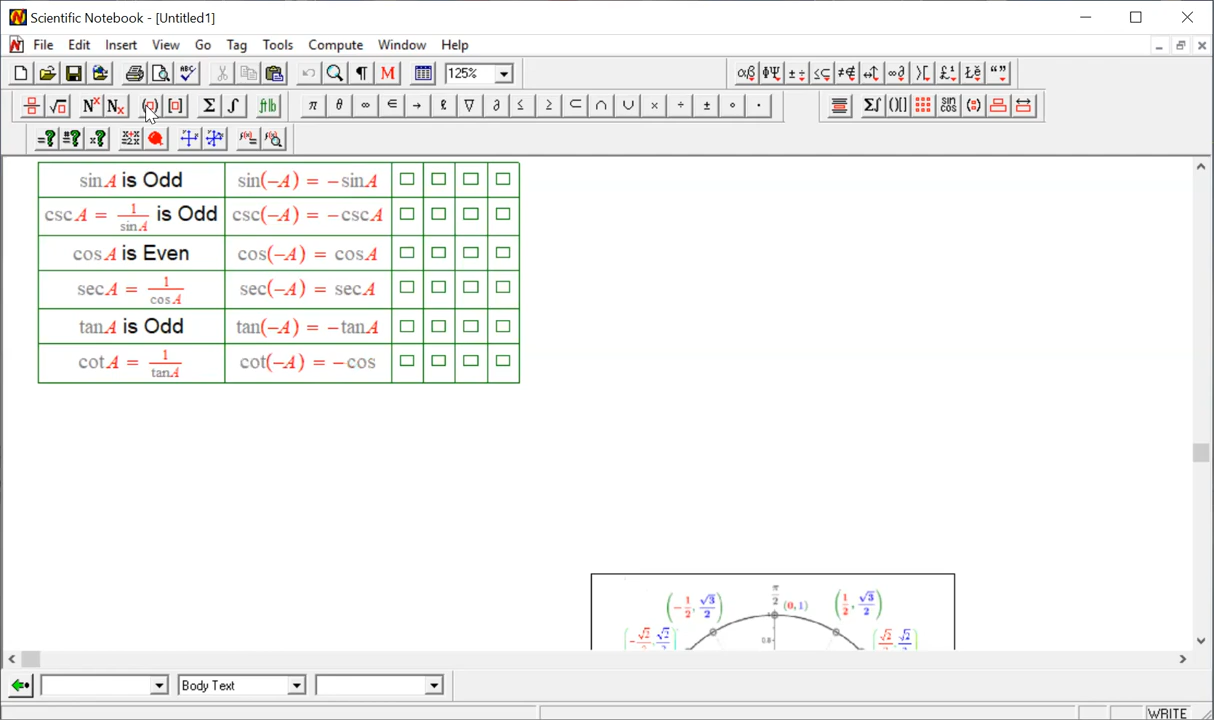 Scientific Notebook - [Untitled1]
File Edit Insert View Go Tag Tools Compute Window Help
125%
sin A is Odd sin(−A) = −sin A
csc A = 1/sin A is Odd csc(−A) = −csc A
cos A is Even cos(−A) = cos A
sec A = 1/cos A sec(−A) = sec A
tan A is Odd tan(−A) = −tan A
cot A = 1/tan A cot(−A) = −cos
π/2
(−1/2, √3/2) (0, 1) (1/2, √3/2)
0.8
Body Text
WRITE